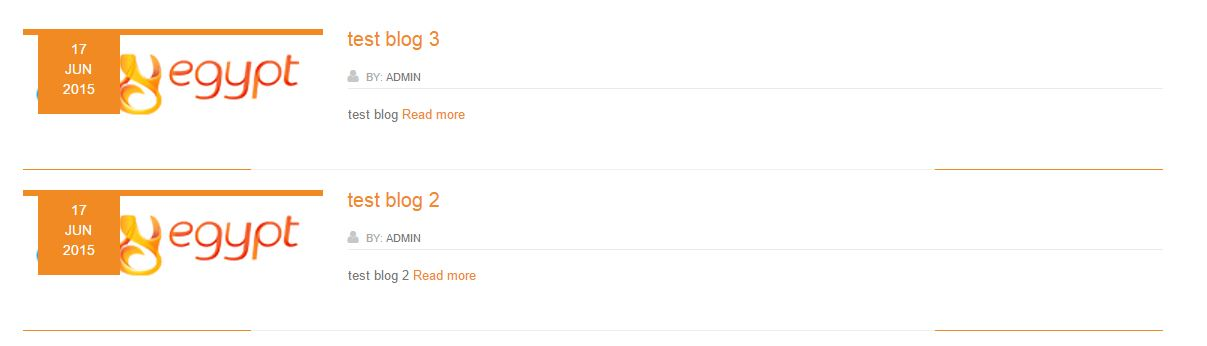 17
JUN
2015
egypt
test blog 3
BY: ADMIN
test blog Read more
17
JUN
2015
egypt
test blog 2
BY: ADMIN
test blog 2 Read more